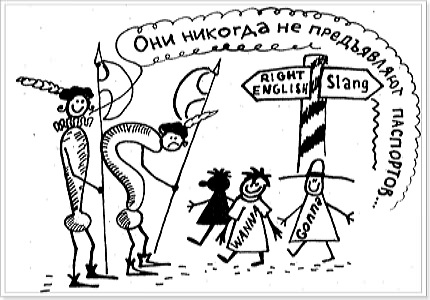 Они никогда не предъявляют паспортов...
RIGHT
ENGLISH
Slang
WANNA
Gonna